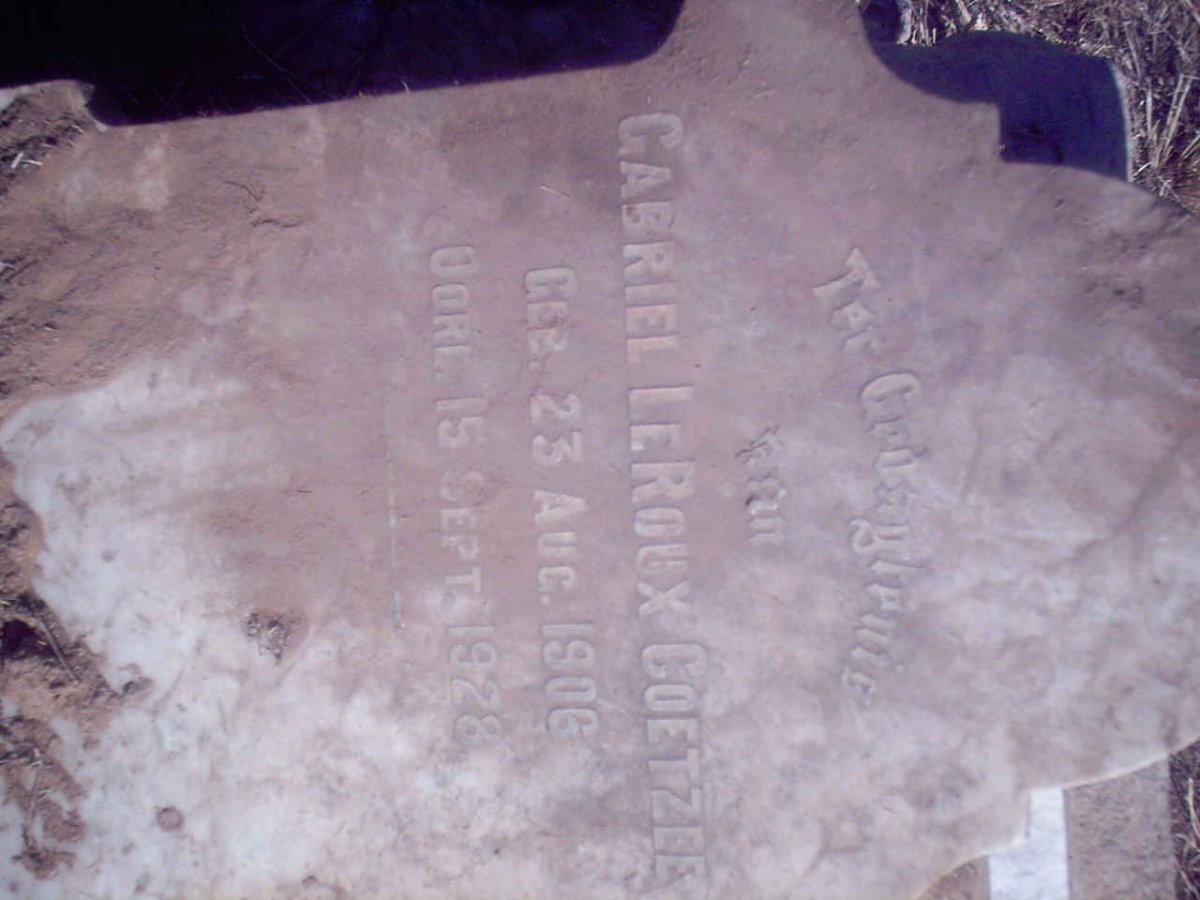 Ter Gedagtenis
van
GABRIEL LEROUX COETZEE
GEB. 23 AUG. 1906
OORL. 15 SEPT. 1928